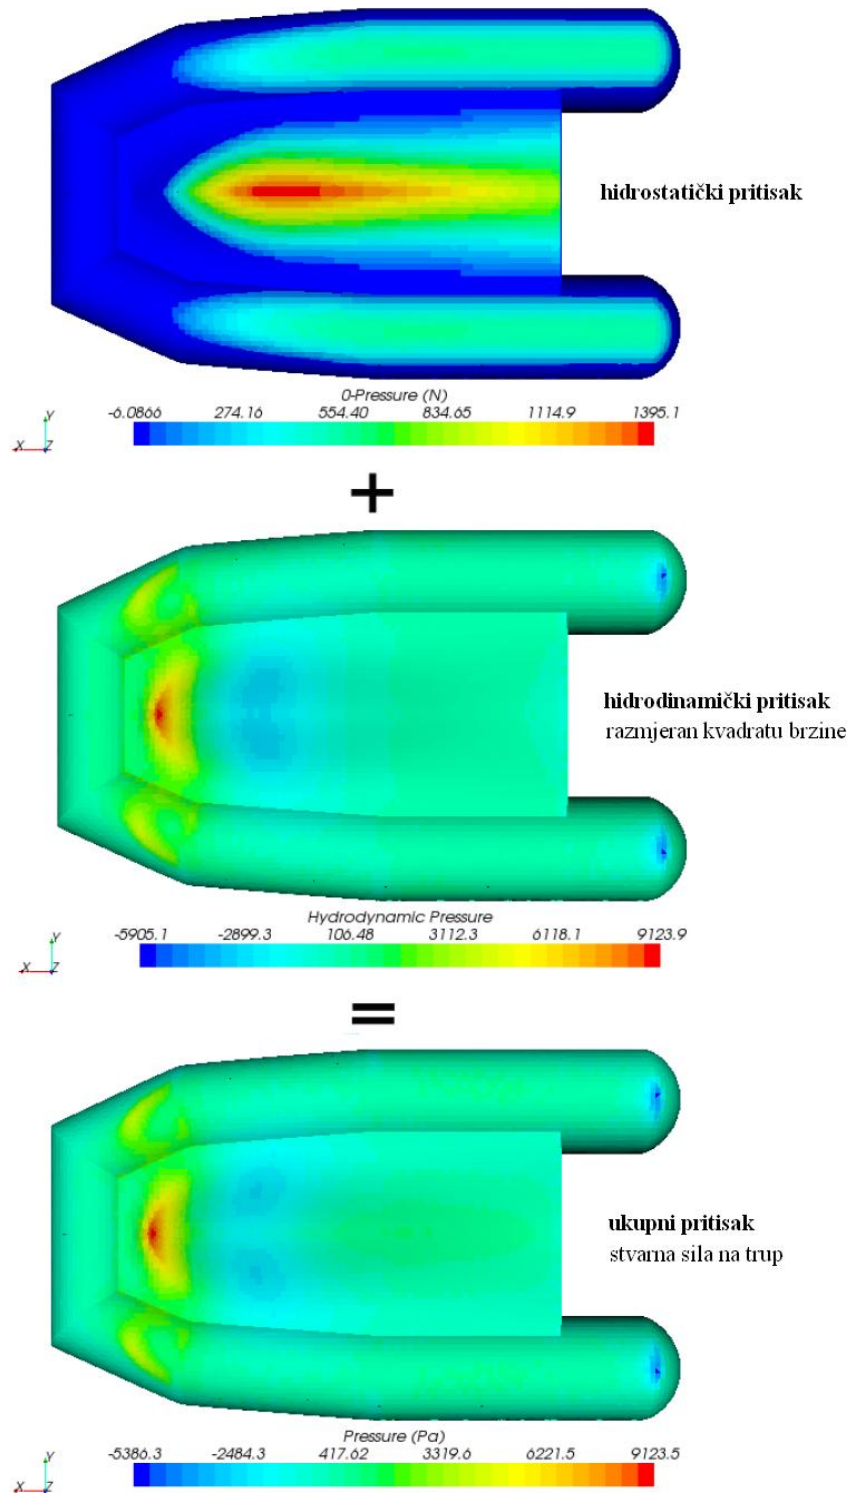 hidrostatički pritisak
0-Pressure (N)
-6.0866 274.16 554.40 834.65 1114.9 1395.1
Y
X Z
+
hidrodinamički pritisak
razmjeran kvadratu brzine
Hydrodynamic Pressure
-5905.1 -2899.3 106.48 3112.3 6118.1 9123.9
Y
X Z
=
ukupni pritisak
stvarna sila na trup
Pressure (Pa)
-5386.3 -2484.3 417.62 3319.6 6221.5 9123.5
Y
X Z